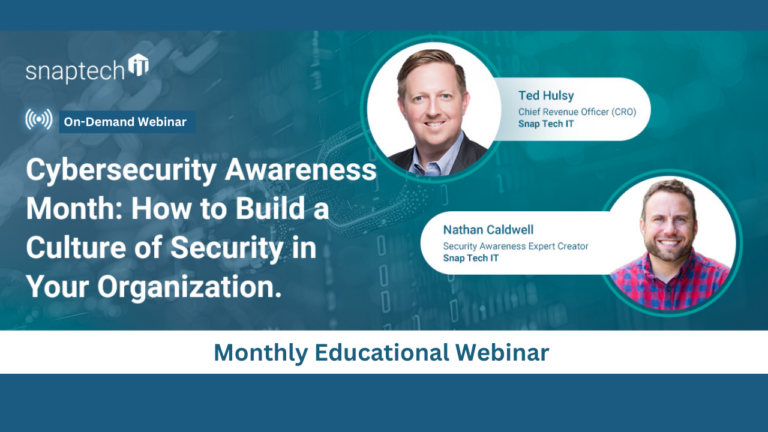 snaptech iT
On-Demand Webinar
Cybersecurity Awareness
Month: How to Build a
Culture of Security in
Your Organization.
Ted Hulsy
Chief Revenue Officer (CRO)
Snap Tech IT
Nathan Caldwell
Security Awareness Expert Creator
Snap Tech IT
Monthly Educational Webinar